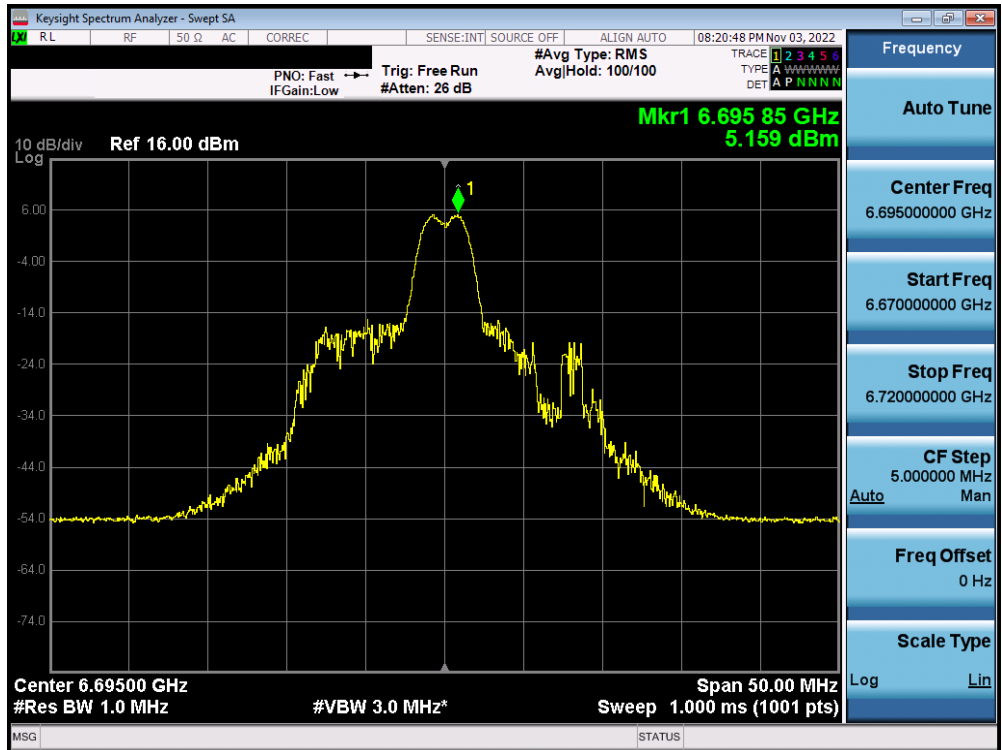 Keysight Spectrum Analyzer - Swept SA
LXI RL RF 50 Ω AC CORREC SENSE:INT SOURCE OFF ALIGN AUTO 08:20:48 PM Nov 03, 2022
PNO: Fast
IFGain:Low
Trig: Free Run
#Atten: 26 dB
#Avg Type: RMS
Avg|Hold: 100/100
TRACE 1 2 3 4 5 6
TYPE A WWWWW
DET A P N N N N
Mkr1 6.695 85 GHz
5.159 dBm
10 dB/div
Log
Ref 16.00 dBm
1
6.00
-4.00
-14.0
-24.0
-34.0
-44.0
-54.0
-64.0
-74.0
Center 6.69500 GHz
#Res BW 1.0 MHz
#VBW 3.0 MHz*
Span 50.00 MHz
Sweep 1.000 ms (1001 pts)
MSG
STATUS
Frequency
Auto Tune
Center Freq
6.695000000 GHz
Start Freq
6.670000000 GHz
Stop Freq
6.720000000 GHz
CF Step
5.000000 MHz
Auto Man
Freq Offset
0 Hz
Scale Type
Log Lin